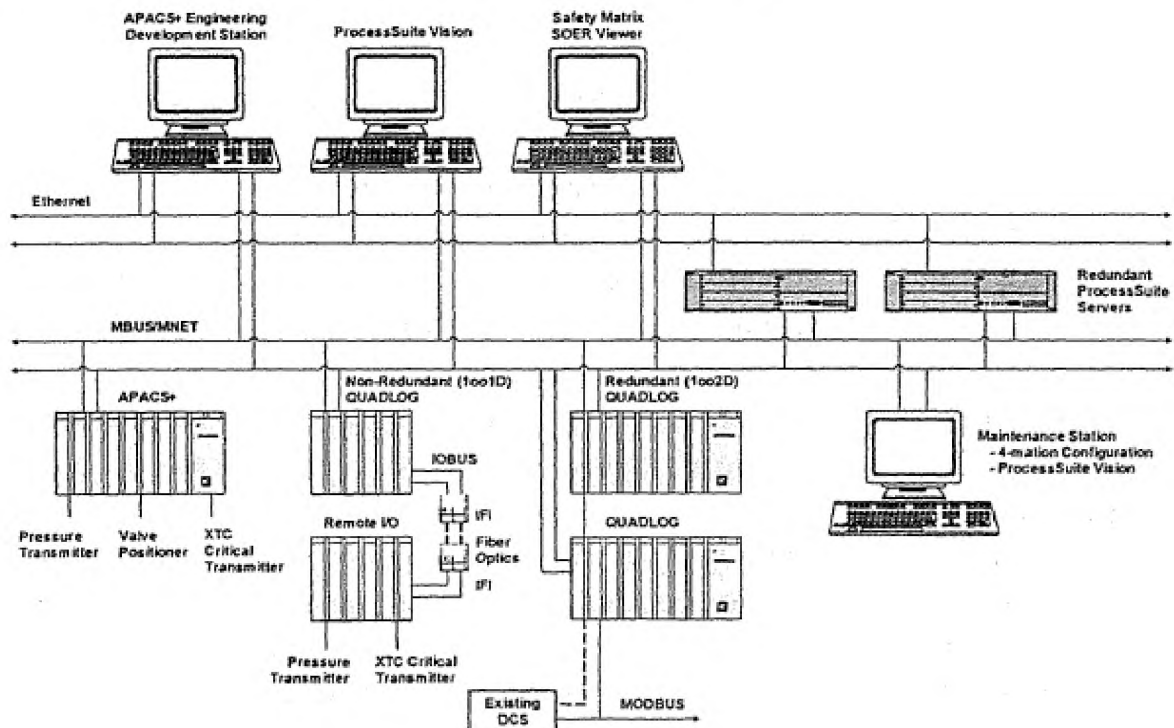 APACS+ Engineering
Development Station
ProcessSuite Vision
Safety Matrix
SOER Viewer
Ethernet
Redundant
ProcessSuite
Servers
MBUS/MNET
APACS+
Non-Redundant (1oo1D)
QUADLOG
Redundant (1oo2D)
QUADLOG
Maintenance Station
- 4-mation Configuration
- ProcessSuite Vision
IOBUS
IFI
Remote I/O
Fiber
Optics
IFI
QUADLOG
Pressure
Transmitter
Valve
Positioner
XTC
Critical
Transmitter
Pressure
Transmitter
XTC Critical
Transmitter
Existing
DCS
MODBUS